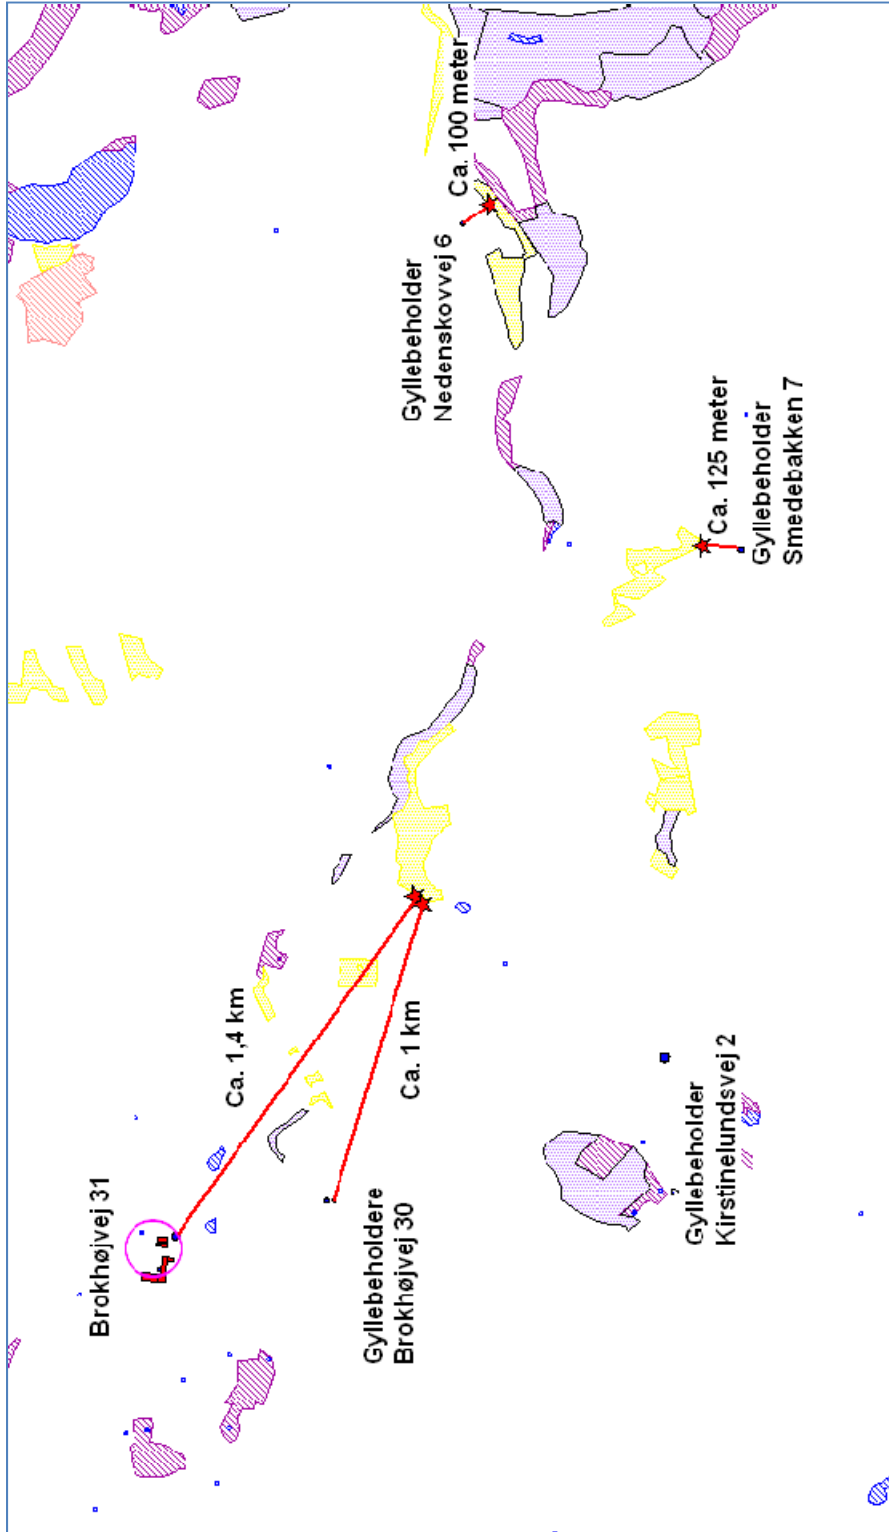 Brokhøjvej 31
Ca. 1,4 km
Gyllebeholdere
Brokhøjvej 30
Ca. 1 km
Gyllebeholder
Nedenskovvej 6
Ca. 100 meter
Gyllebeholder
Kirstinelundsvej 2
Ca. 125 meter
Gyllebeholder
Smedebakken 7